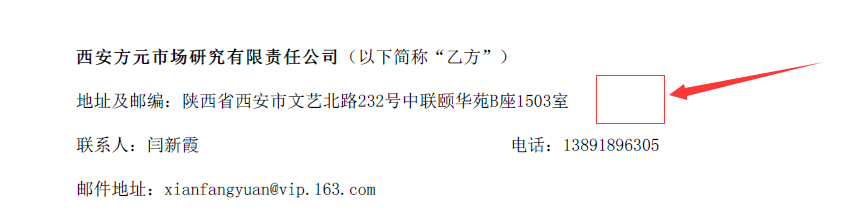 西安方元市场研究有限责任公司（以下简称“乙方”）
地址及邮编：陕西省西安市文艺北路232号中联颐华苑B座1503室
联系人：闫新霞 电话：13891896305
邮件地址：xianfangyuan@vip.163.com